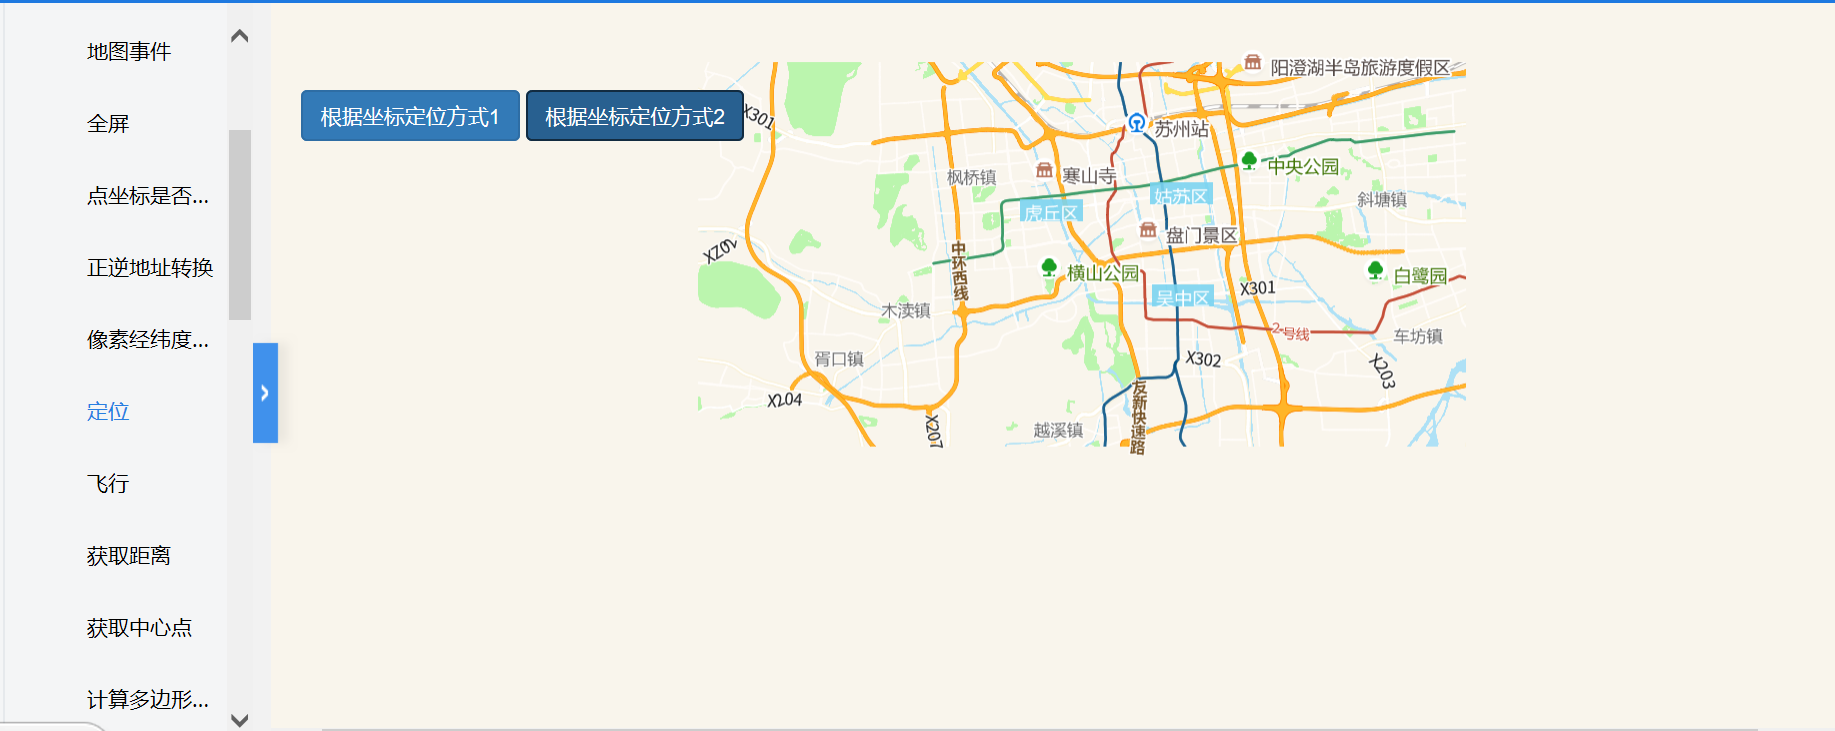 地图事件
全屏
点坐标是否...
正逆地址转换
像素经纬度...
定位
飞行
获取距离
获取中心点
计算多边形...
根据坐标定位方式1
根据坐标定位方式2
阳澄湖半岛旅游度假区
X301
苏州站
中央公园
寒山寺
枫桥镇
姑苏区
斜塘镇
虎丘区
盘门景区
X202
中环西线
横山公园
白鹭园
X301
吴中区
木渎镇
2号线
车坊镇
胥口镇
X302
X203
X204
友新快速路
X207
越溪镇